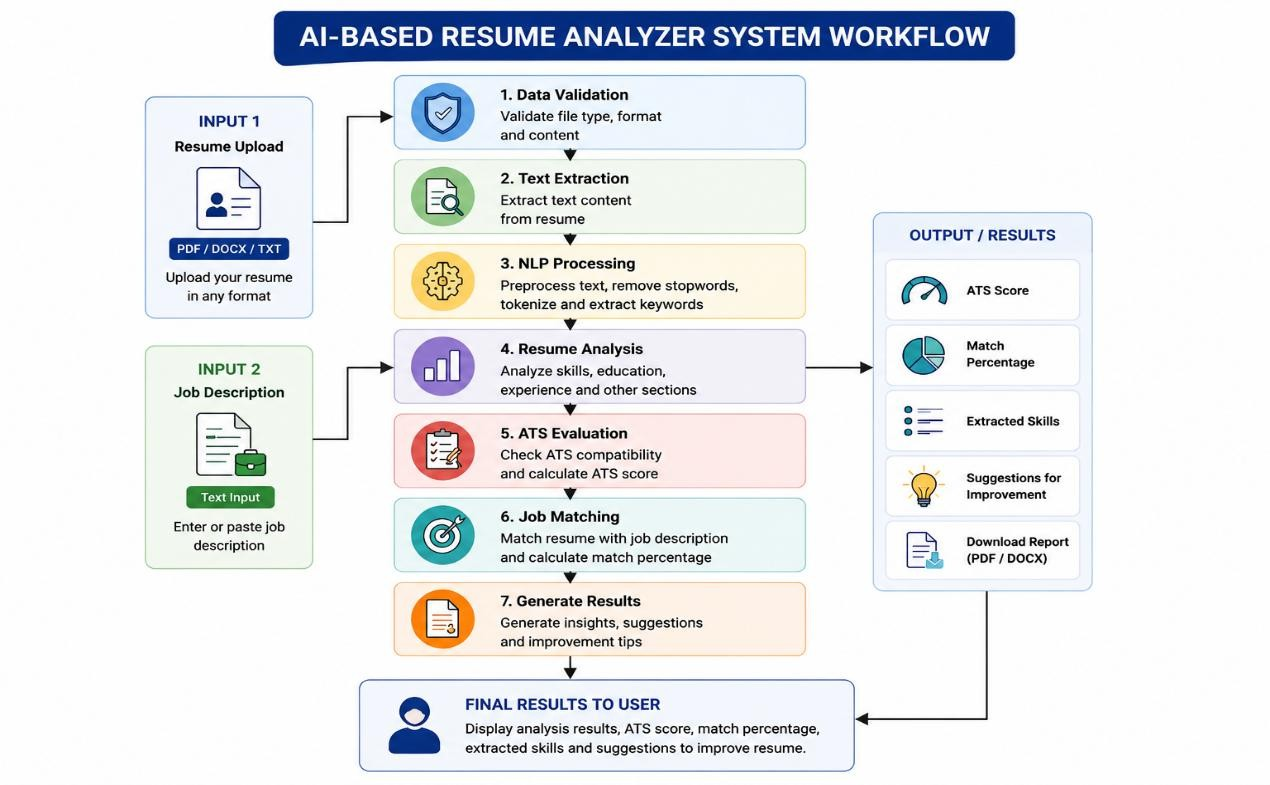 AI-BASED RESUME ANALYZER SYSTEM WORKFLOW
INPUT 1
Resume Upload
PDF / DOCX / TXT
Upload your resume
in any format
INPUT 2
Job Description
Text Input
Enter or paste job
description
1. Data Validation
Validate file type, format
and content
2. Text Extraction
Extract text content
from resume
3. NLP Processing
Preprocess text, remove stopwords,
tokenize and extract keywords
4. Resume Analysis
Analyze skills, education,
experience and other sections
5. ATS Evaluation
Check ATS compatibility
and calculate ATS score
6. Job Matching
Match resume with job description
and calculate match percentage
7. Generate Results
Generate insights, suggestions
and improvement tips
OUTPUT / RESULTS
ATS Score
Match
Percentage
Extracted Skills
Suggestions for
Improvement
Download Report
(PDF / DOCX)
FINAL RESULTS TO USER
Display analysis results, ATS score, match percentage,
extracted skills and suggestions to improve resume.